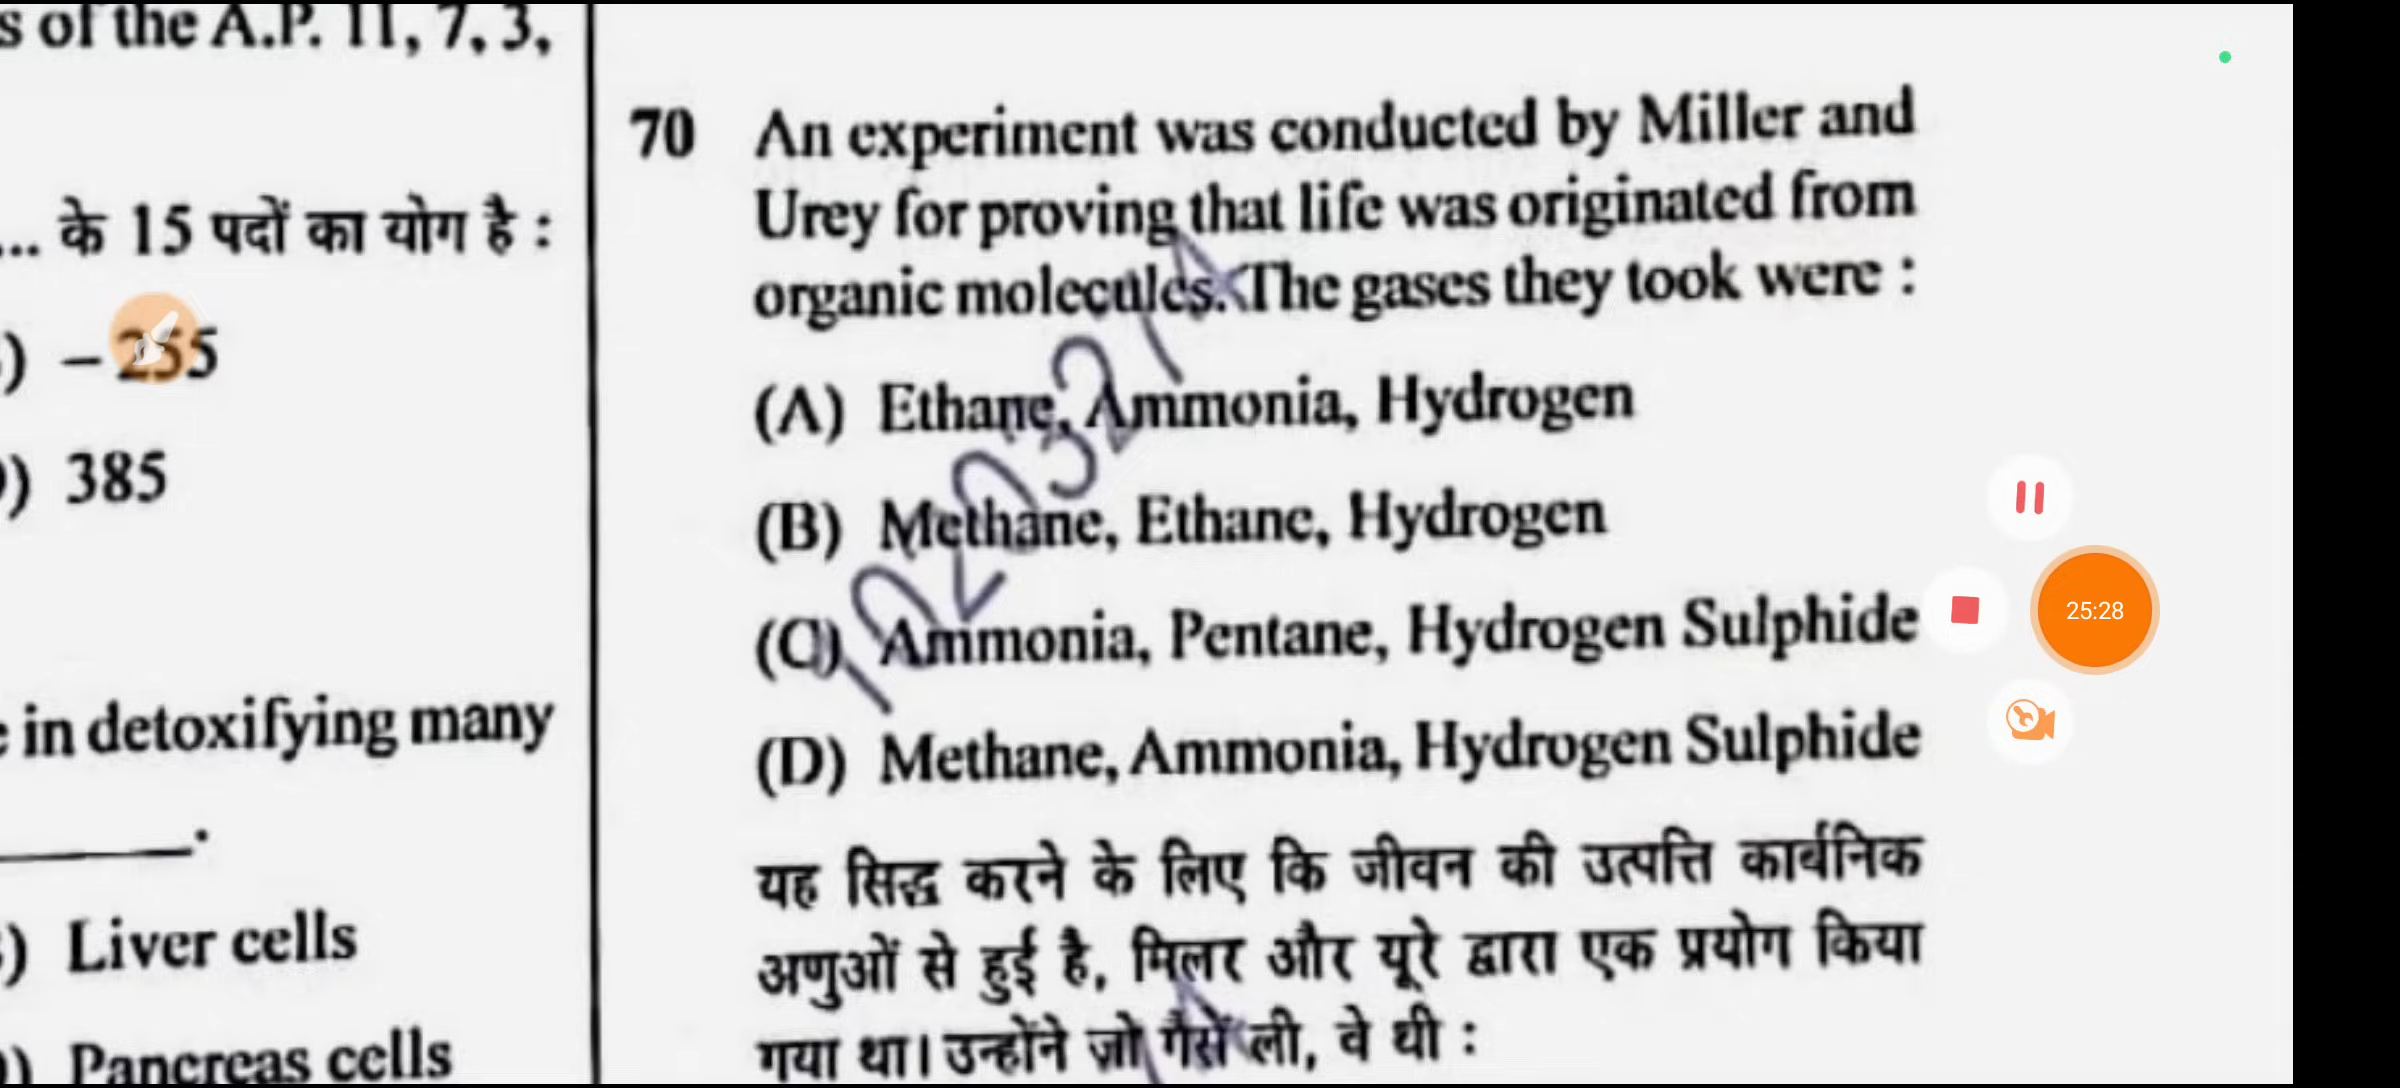 s of the A.P. 11, 7, 3,
... के 15 पदों का योग है :
) – 255
) 385
in detoxifying many
.
) Liver cells
) Pancreas cells
70 An experiment was conducted by Miller and
Urey for proving that life was originated from
organic molecules. The gases they took were :
(A) Ethane, Ammonia, Hydrogen
(B) Methane, Ethane, Hydrogen
(C) Ammonia, Pentane, Hydrogen Sulphide
(D) Methane, Ammonia, Hydrogen Sulphide
यह सिद्ध करने के लिए कि जीवन की उत्पत्ति कार्बनिक
अणुओं से हुई है, मिलर और यूरे द्वारा एक प्रयोग किया
गया था। उन्होंने जो गैसें ली, वे थी :
25:28